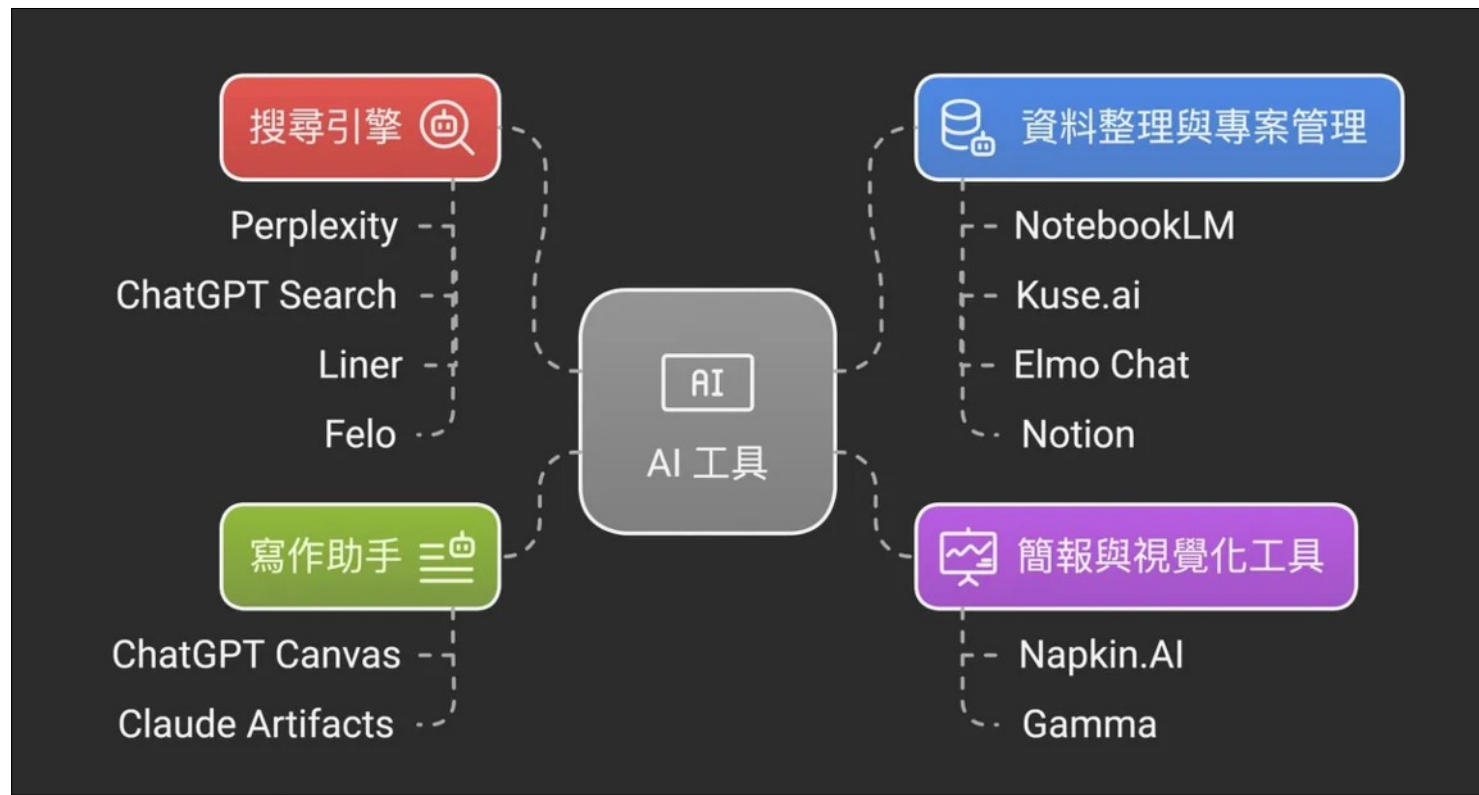 搜尋引擎
Perplexity
ChatGPT Search
Liner
Felo
寫作助手
ChatGPT Canvas
Claude Artifacts
AI
AI 工具
資料整理與專案管理
NotebookLM
Kuse.ai
Elmo Chat
Notion
簡報與視覺化工具
Napkin.AI
Gamma